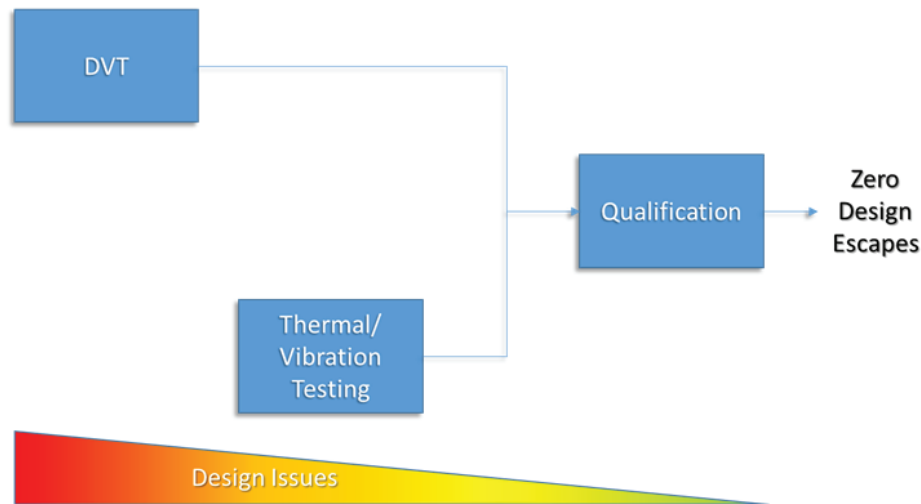 DVT
Qualification
Zero
Design
Escapes
Thermal/
Vibration
Testing
Design Issues